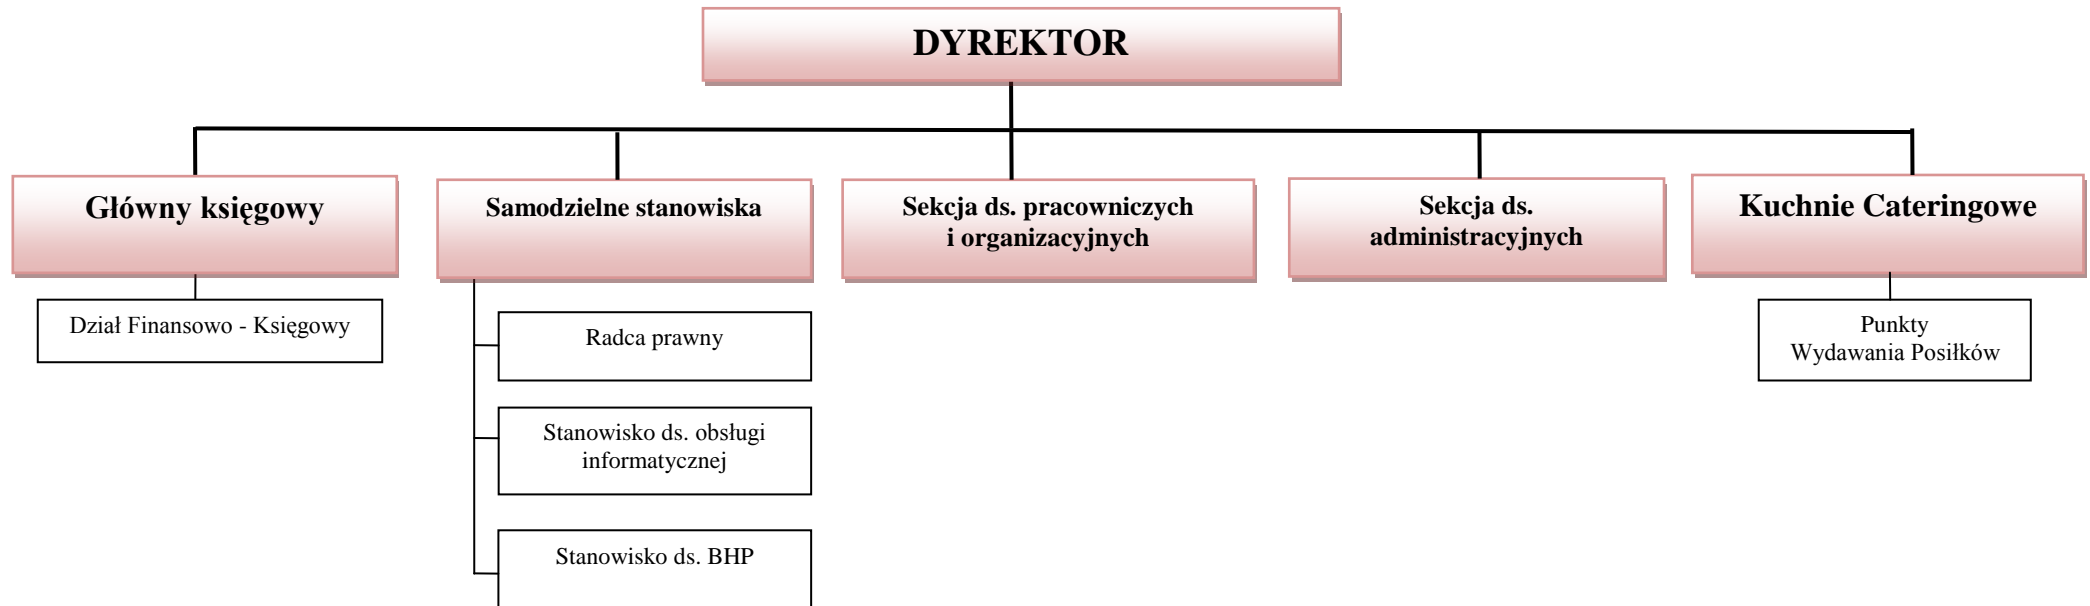 DYREKTOR
Główny księgowy
Samodzielne stanowiska
Sekcja ds. pracowniczych
i organizacyjnych
Sekcja ds.
administracyjnych
Kuchnie Cateringowe
Dział Finansowo - Księgowy
Radca prawny
Stanowisko ds. obsługi
informatycznej
Stanowisko ds. BHP
Punkty
Wydawania Posiłków